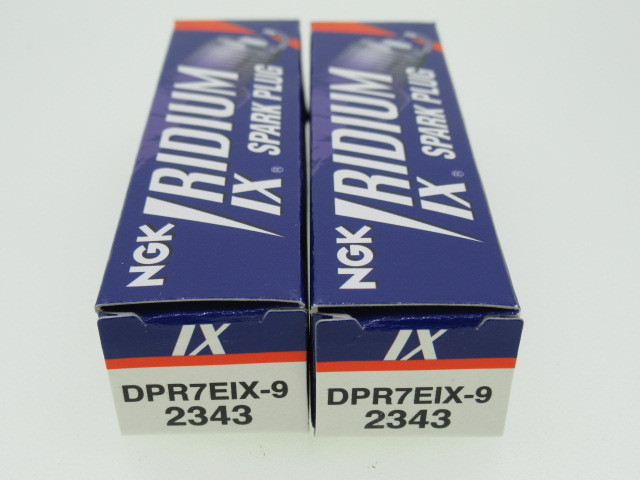 NGK IRIDIUM
IX® SPARK PLUG
NGK IRIDIUM
IX® SPARK PLUG
IX
DPR7EIX-9
2343
IX
DPR7EIX-9
2343